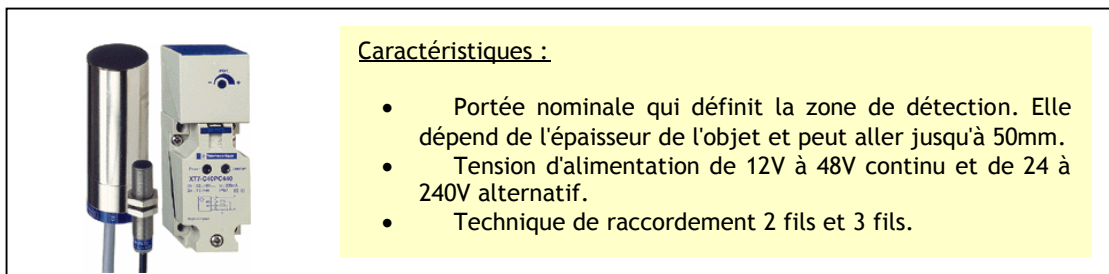 Caractéristiques :
• Portée nominale qui définit la zone de détection. Elle
dépend de l'épaisseur de l'objet et peut aller jusqu'à 50mm.
• Tension d'alimentation de 12V à 48V continu et de 24 à
240V alternatif.
• Technique de raccordement 2 fils et 3 fils.
XT7-C40PC440